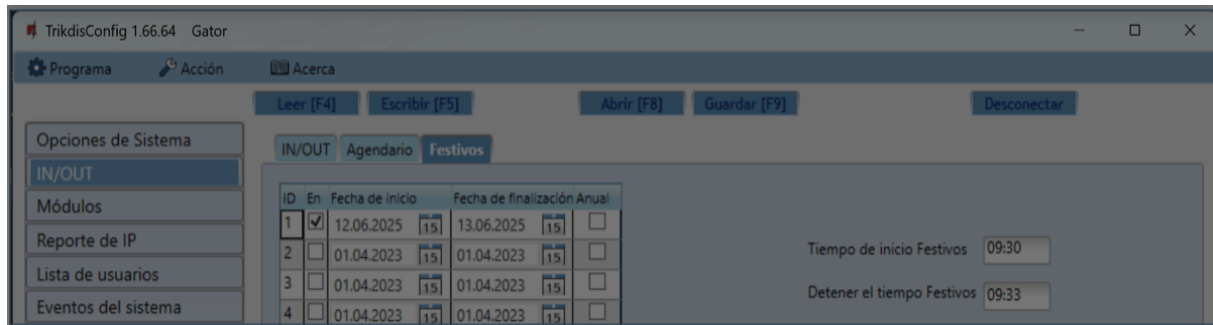 TrikdisConfig 1.66.64 Gator
Programa Acción Acerca
Leer [F4] Escribir [F5] Abrir [F8] Guardar [F9] Desconectar
Opciones de Sistema
IN/OUT
Módulos
Reporte de IP
Lista de usuarios
Eventos del sistema
IN/OUT Agendario Festivos
ID En Fecha de inicio Fecha de finalización Anual
1 12.06.2025 15 13.06.2025 15
2 01.04.2023 15 01.04.2023 15
3 01.04.2023 15 01.04.2023 15
4 01.04.2023 15 01.04.2023 15
Tiempo de inicio Festivos 09:30
Detener el tiempo Festivos 09:33